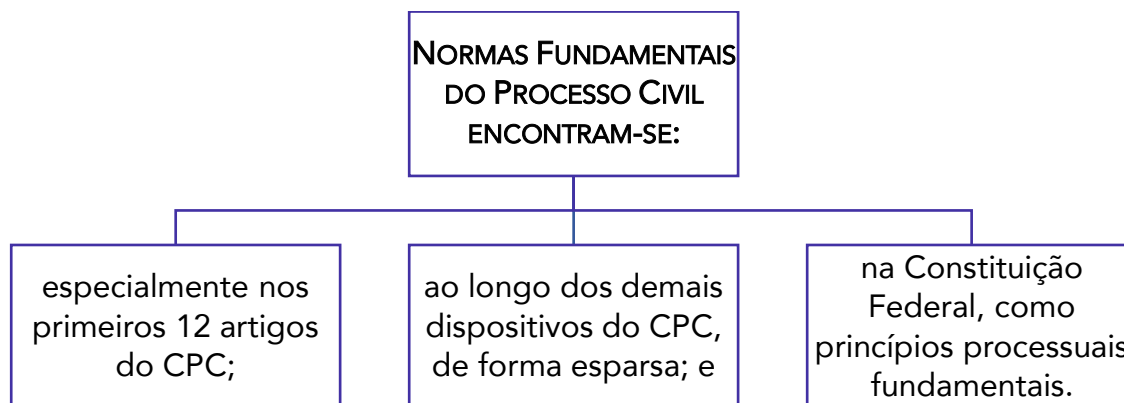 NORMAS FUNDAMENTAIS
DO PROCESSO CIVIL
ENCONTRAM-SE:
especialmente nos
primeiros 12 artigos
do CPC;
ao longo dos demais
dispositivos do CPC,
de forma esparsa; e
na Constituição
Federal, como
princípios processuais
fundamentais.